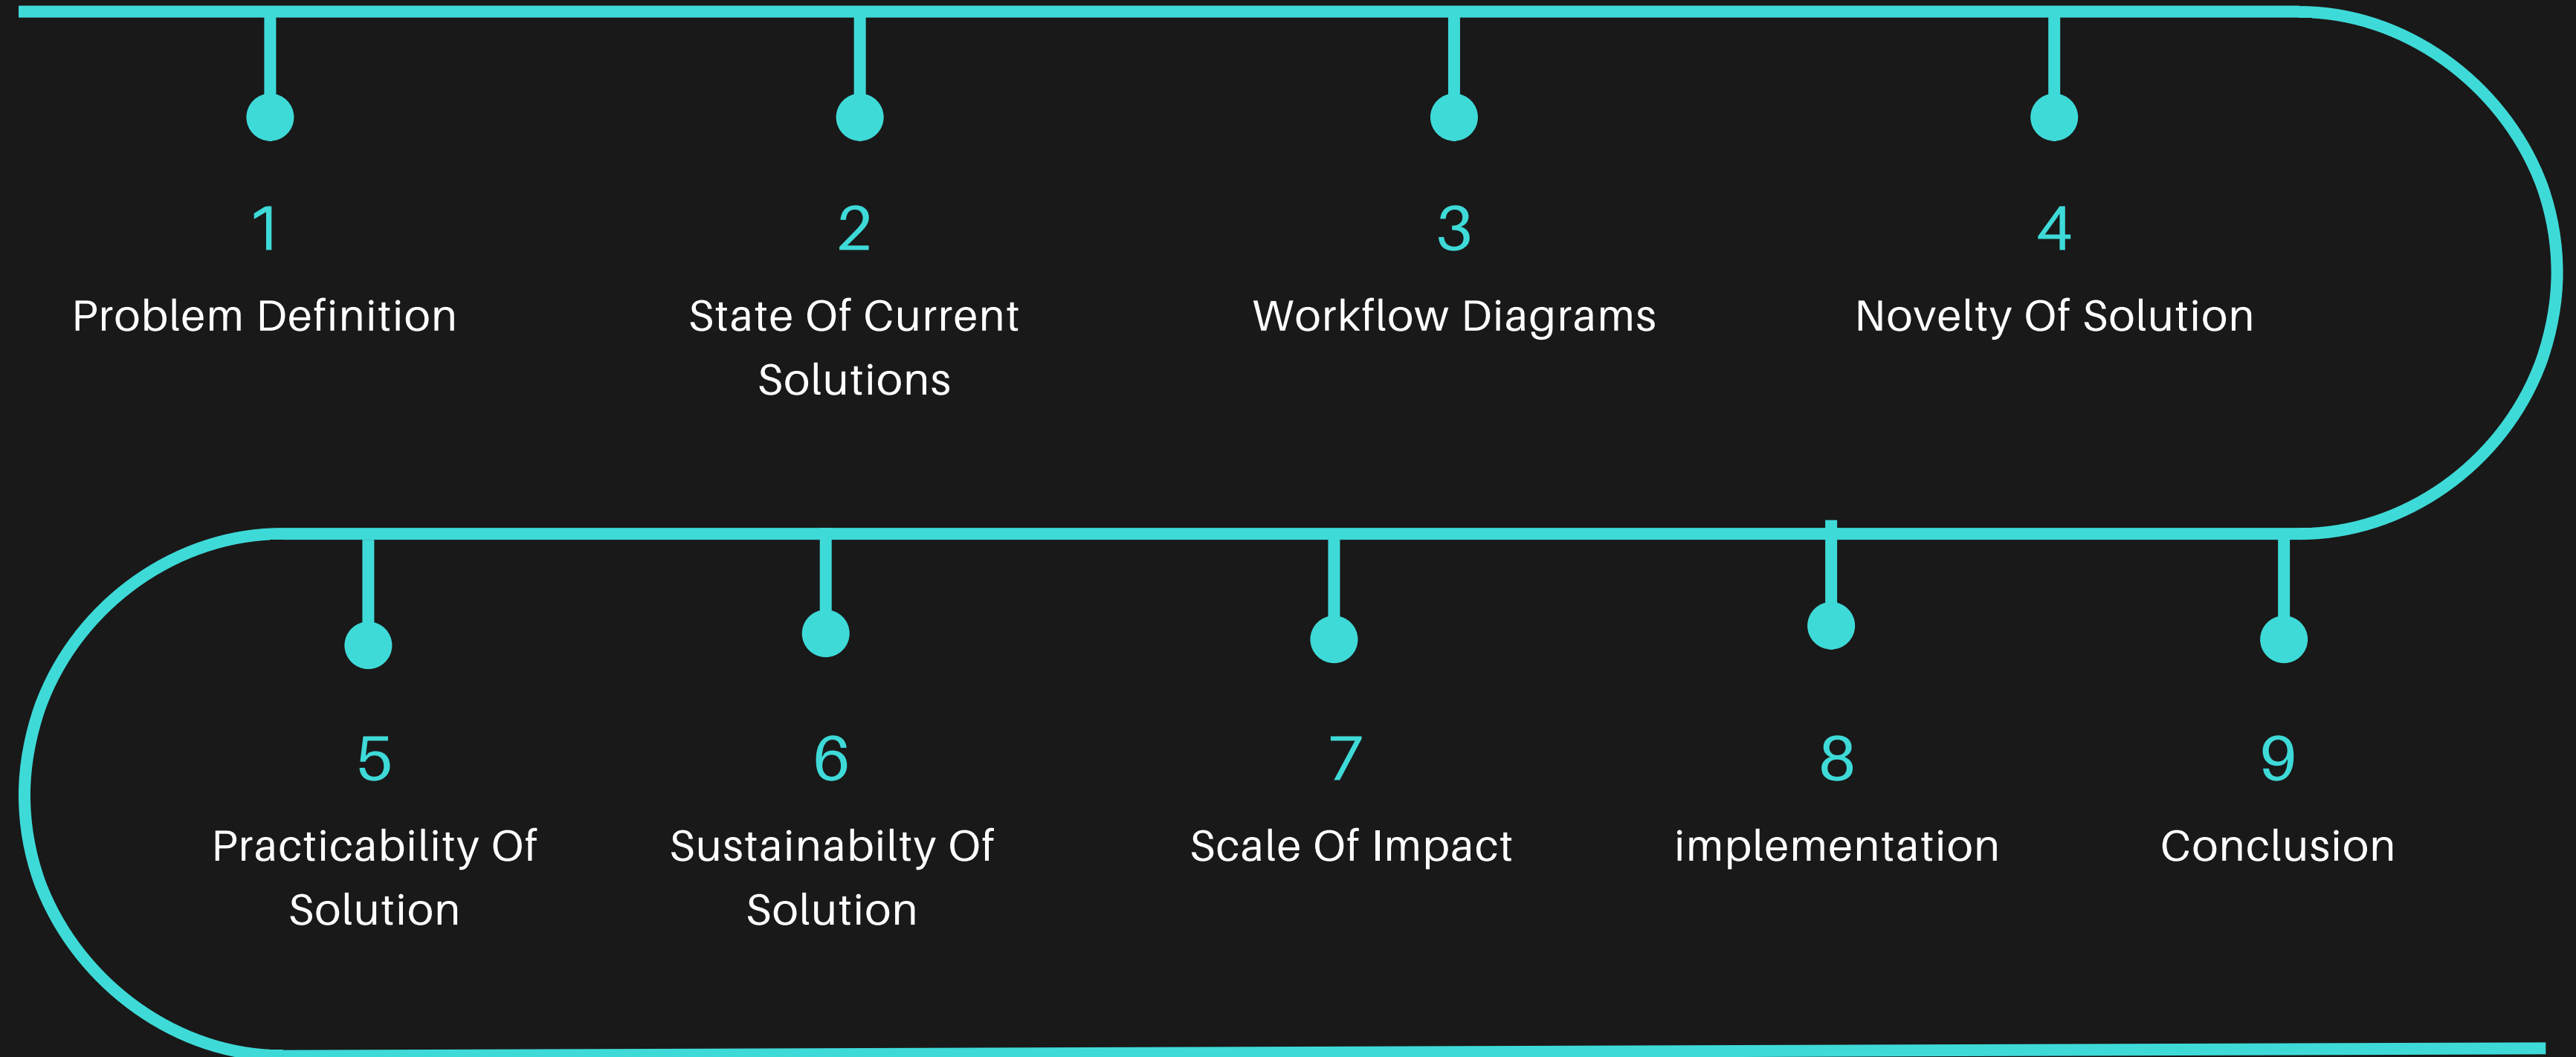 1
Problem Definition
2
State Of Current
Solutions
3
Workflow Diagrams
4
Novelty Of Solution
5
Practicability Of
Solution
6
Sustainabilty Of
Solution
7
Scale Of Impact
8
implementation
9
Conclusion